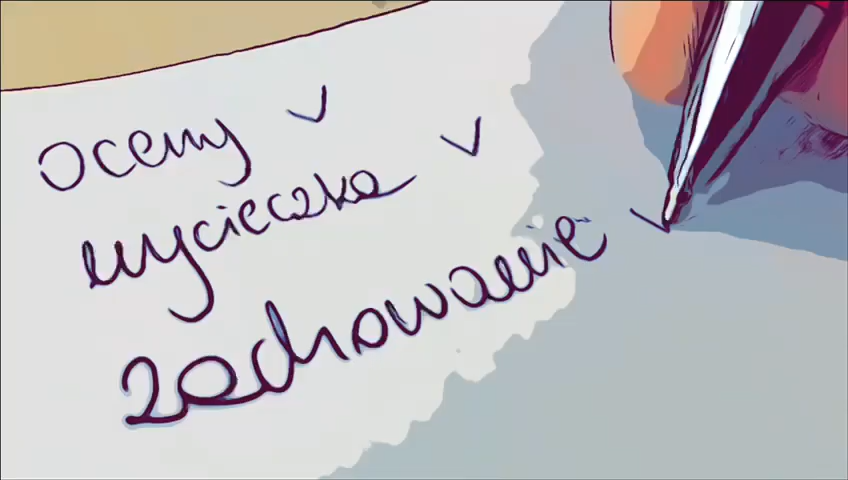 oceny ✓
wycieczka ✓
zachowanie ✓